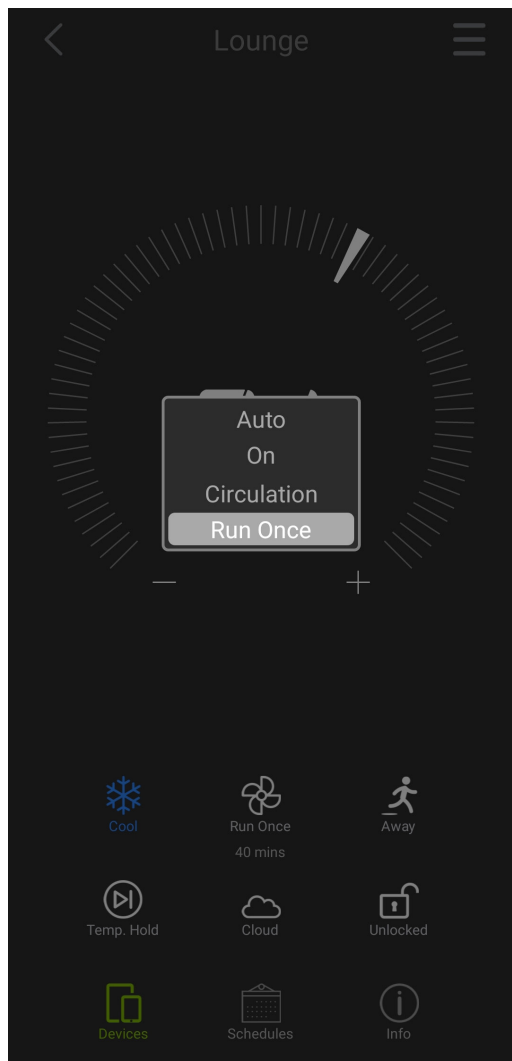 Lounge
Auto
On
Circulation
Run Once
Cool
Run Once
Away
40 mins
Temp. Hold
Cloud
Unlocked
Devices
Schedules
Info